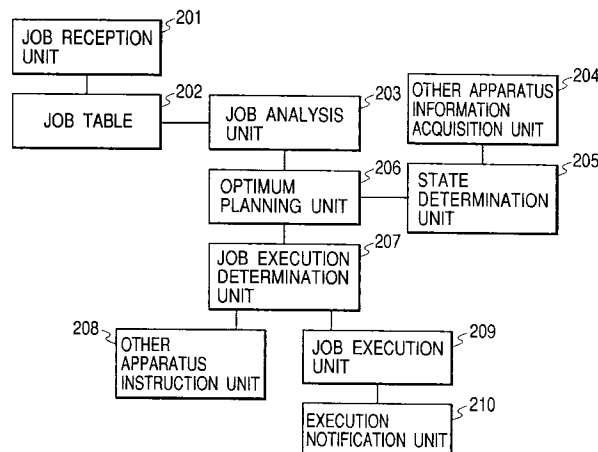 201
JOB RECEPTION
UNIT
202
JOB TABLE
203
JOB ANALYSIS
UNIT
204
OTHER APPARATUS
INFORMATION
ACQUISITION UNIT
206
OPTIMUM
PLANNING UNIT
205
STATE
DETERMINATION
UNIT
207
JOB EXECUTION
DETERMINATION
UNIT
208
OTHER
APPARATUS
INSTRUCTION UNIT
209
JOB EXECUTION
UNIT
210
EXECUTION
NOTIFICATION UNIT